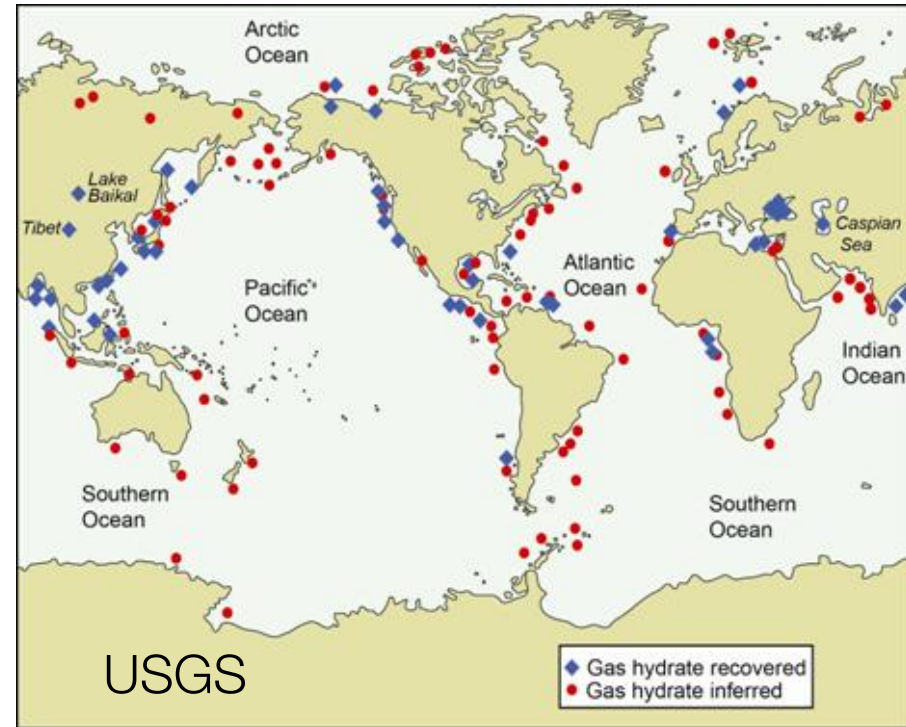 Arctic
Ocean
Lake
Baikal
Tibet
Caspian
Sea
Atlantic
Ocean
Pacific
Ocean
Indian
Ocean
Southern
Ocean
Southern
Ocean
USGS
Gas hydrate recovered
Gas hydrate inferred